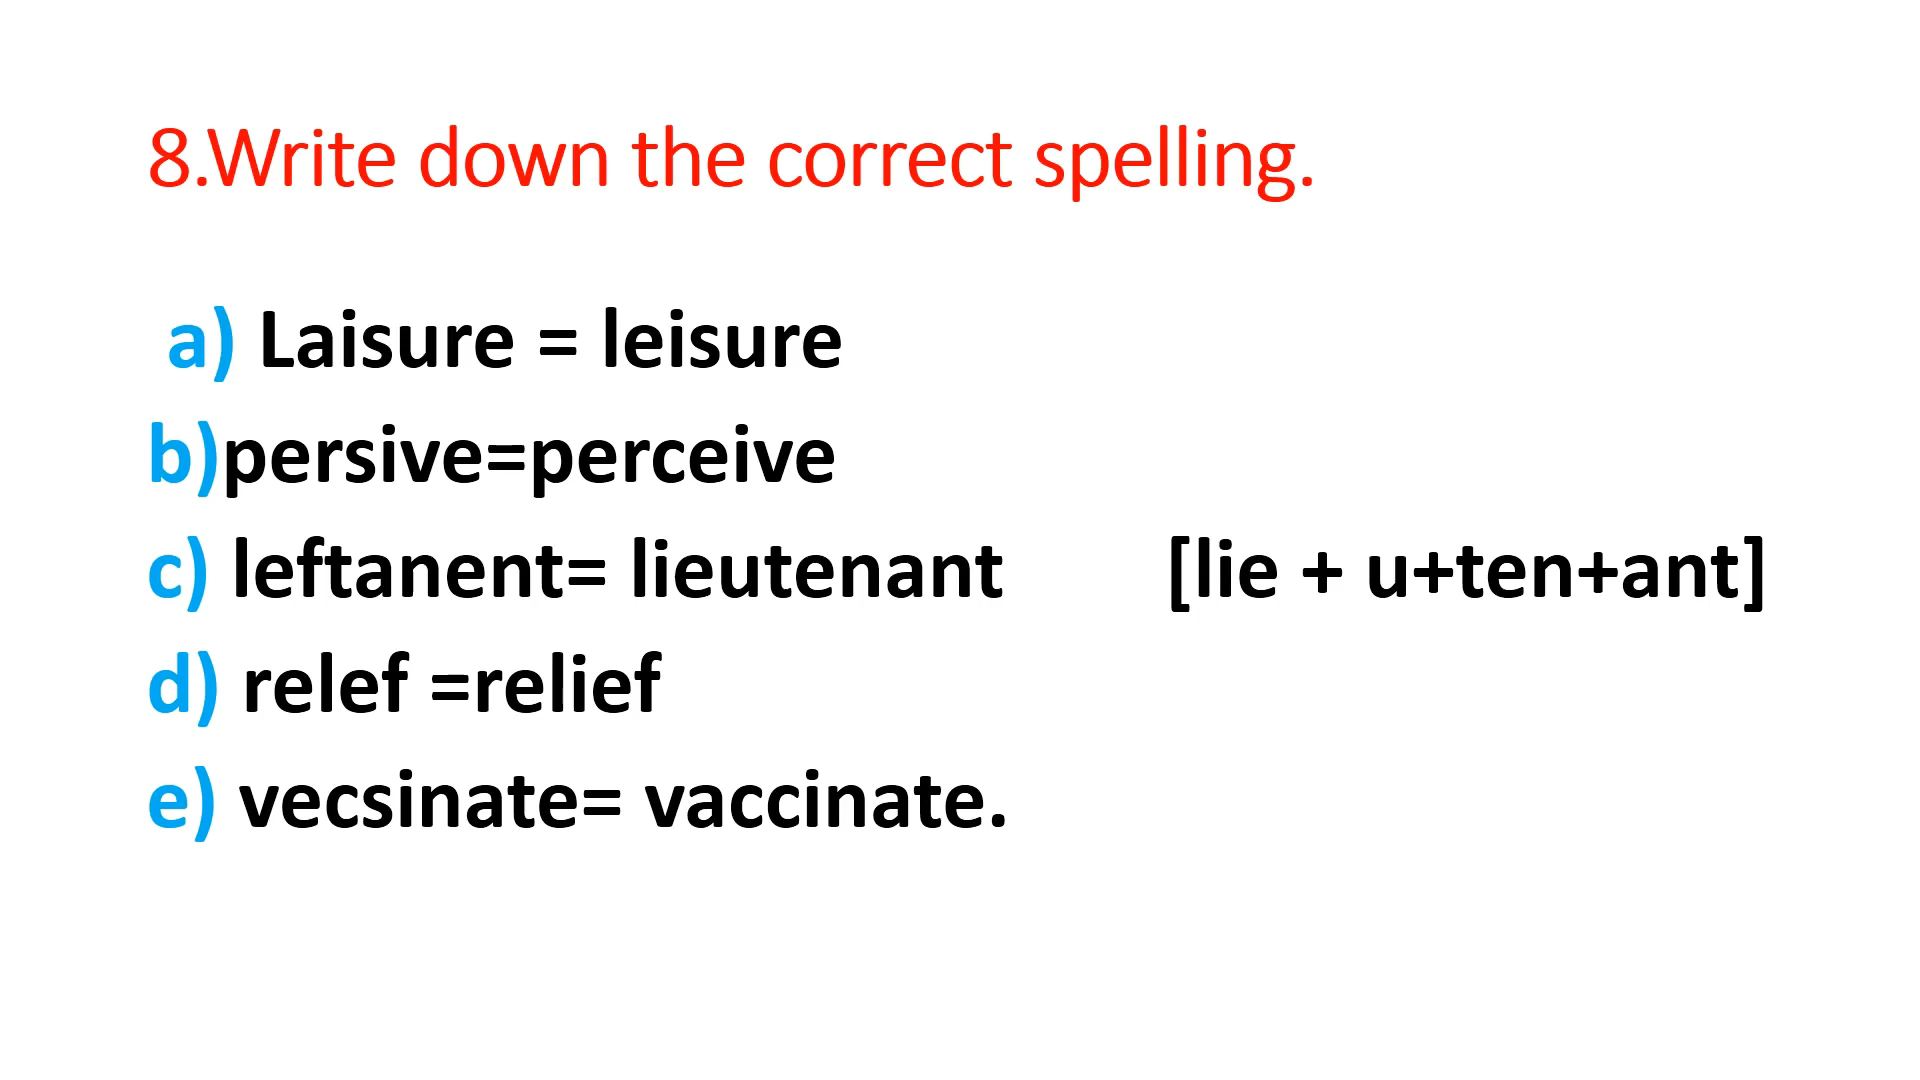 8.Write down the correct spelling.
a) Laisure = leisure
b)persive=perceive
c) leftanent= lieutenant [lie + u+ten+ant]
d) relef =relief
e) vecsinate= vaccinate.